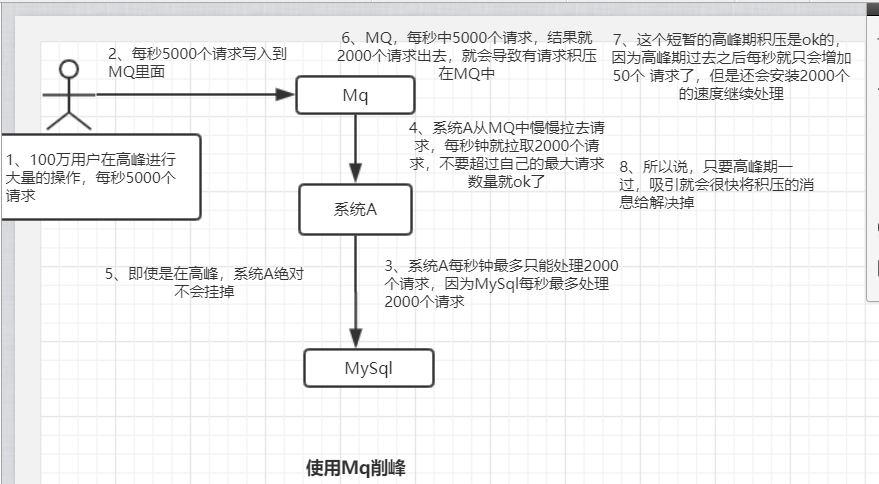 1、100万用户在高峰进行
大量的操作，每秒5000个
请求
2、每秒5000个请求写入到
MQ里面
Mq
系统A
MySql
3、系统A每秒钟最多只能处理2000
个请求，因为MySql每秒最多处理
2000个请求
4、系统A从MQ中慢慢拉去请
求，每秒钟就拉取2000个请
求，不要超过自己的最大请求
数量就ok了
5、即使是在高峰，系统A绝对
不会挂掉
6、MQ，每秒中5000个请求，结果就
2000个请求出去，就会导致有请求积压
在MQ中
7、这个短暂的高峰期积压是ok的，
因为高峰期过去之后每秒就只会增加
50个 请求了，但是还会安装2000个
的速度继续处理
8、所以说，只要高峰期一
过，吸引就会很快将积压的消
息给解决掉
使用Mq削峰